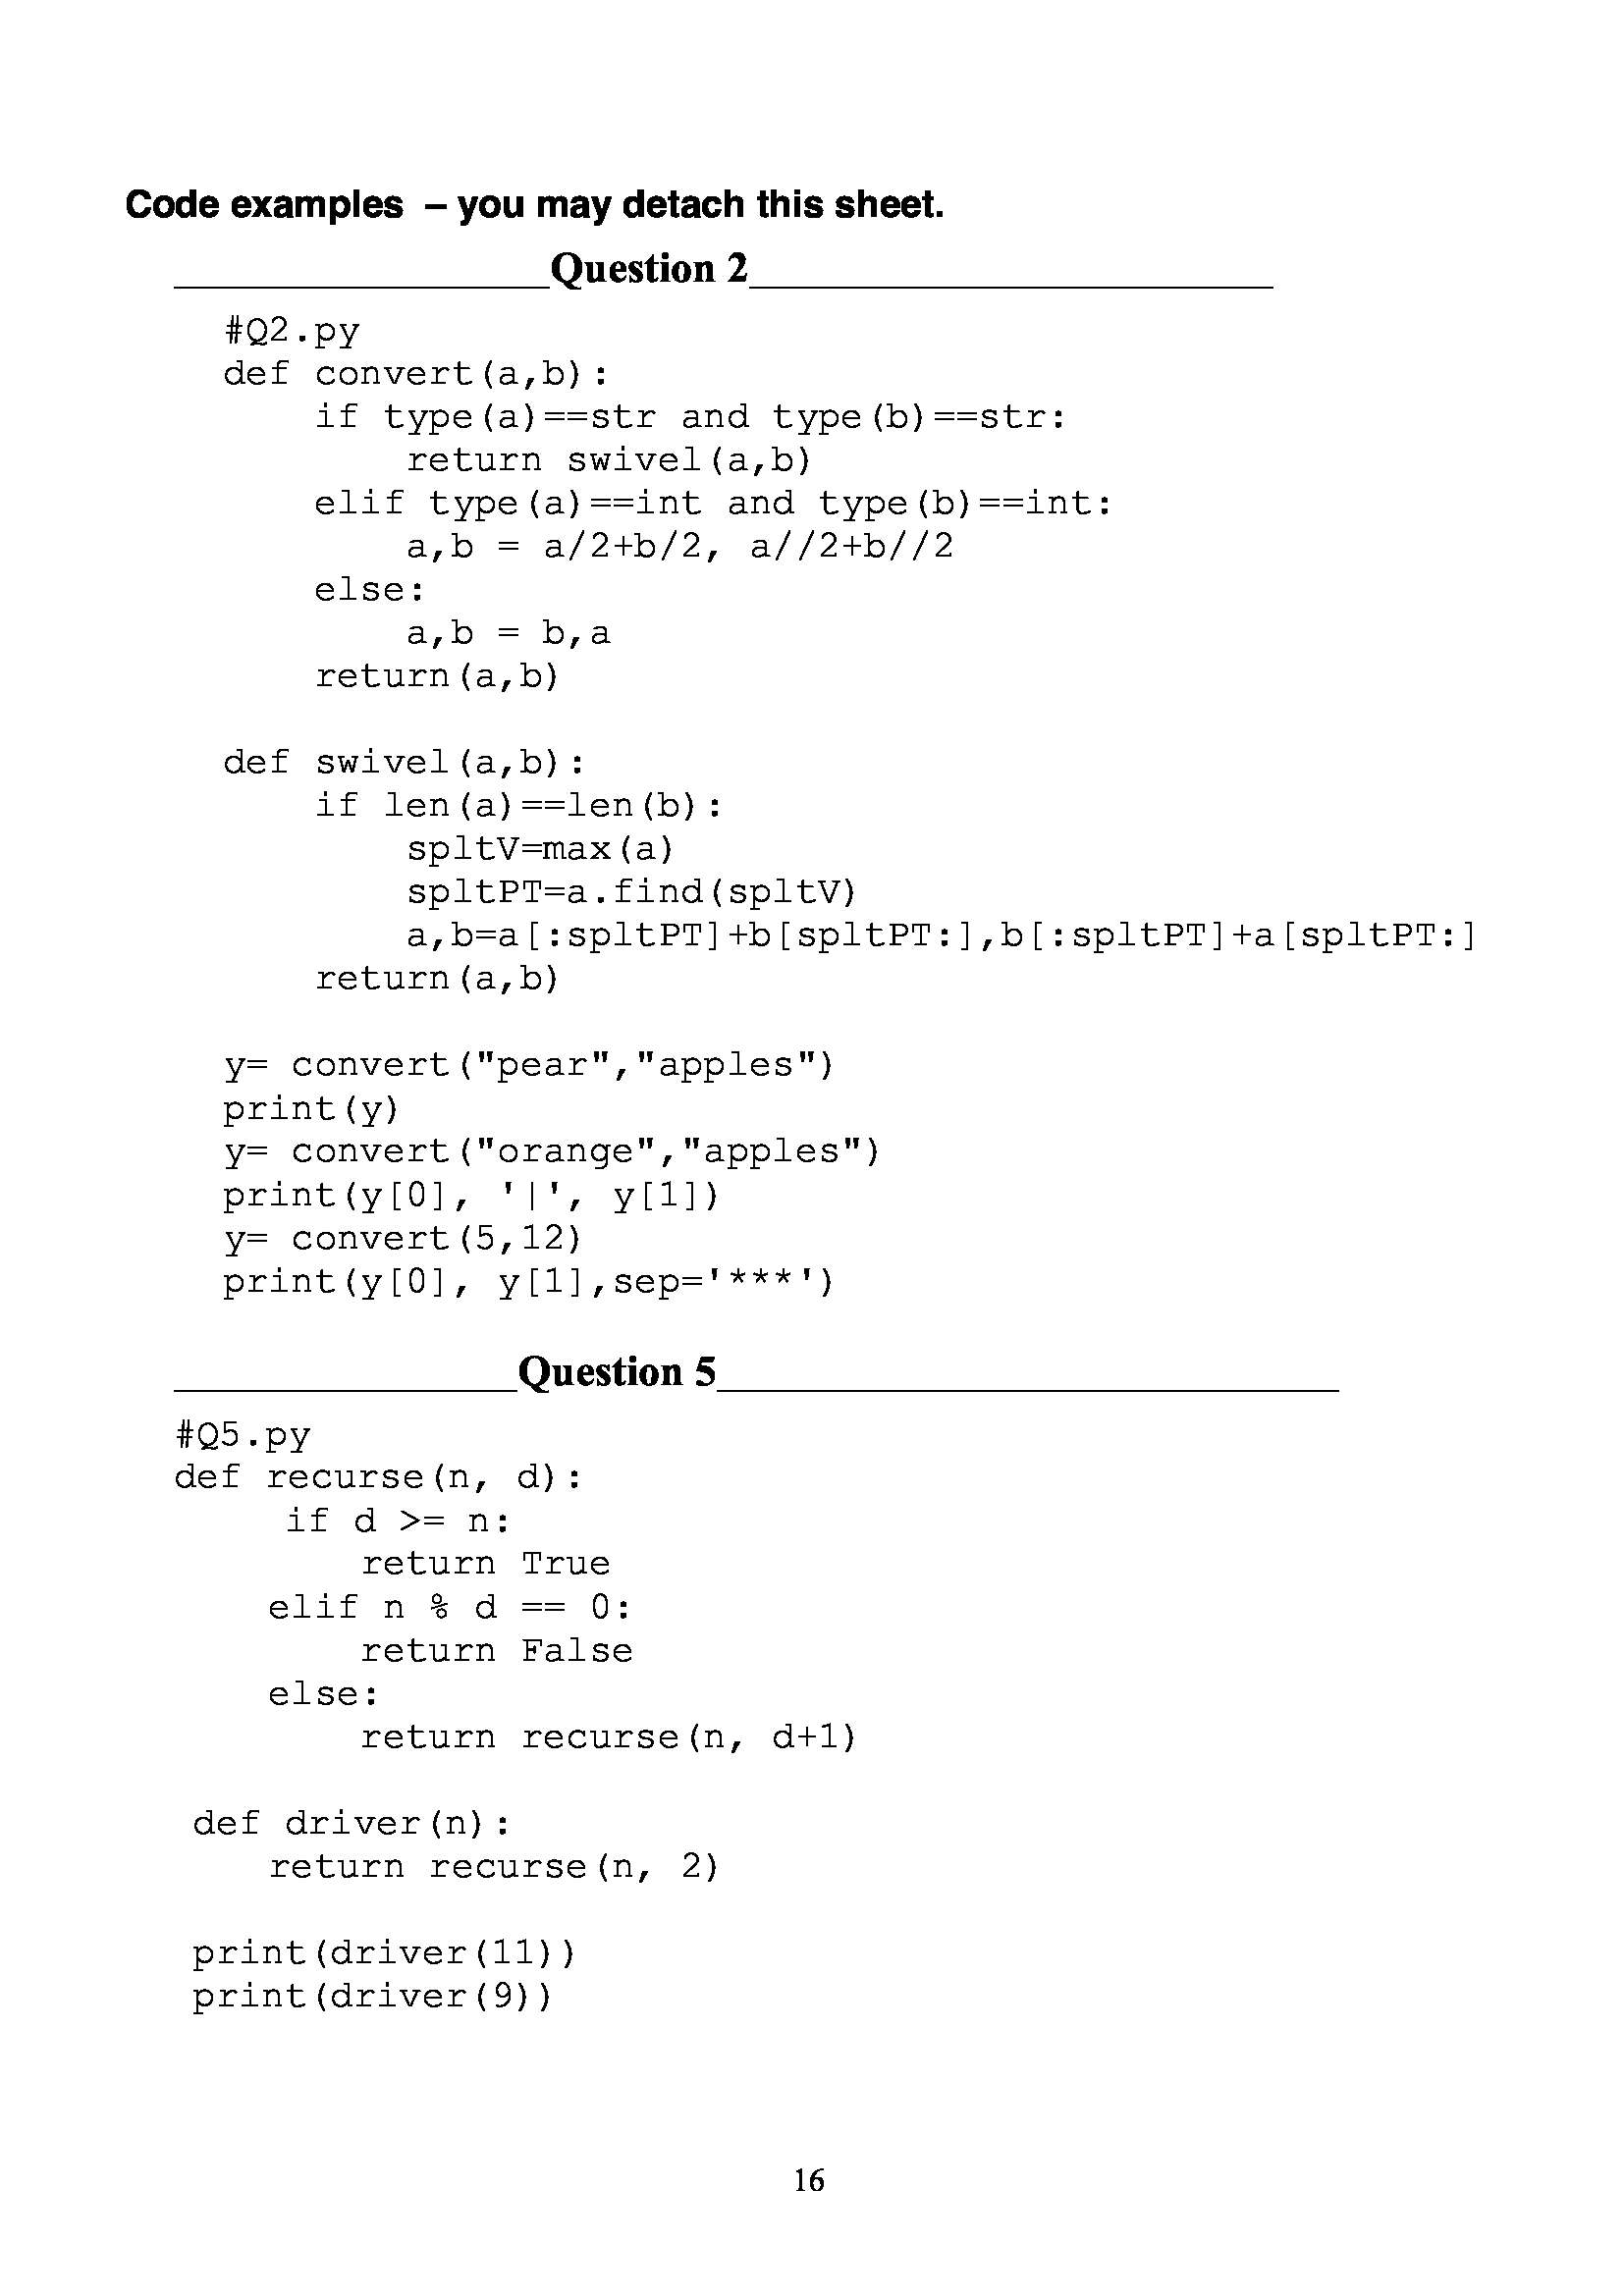 Code examples – you may detach this sheet.
Question 2
#Q2.py
def convert(a,b):
    if type(a)==str and type(b)==str:
        return swivel(a,b)
    elif type(a)==int and type(b)==int:
        a,b = a/2+b/2, a//2+b//2
    else:
        a,b = b,a
    return(a,b)

def swivel(a,b):
    if len(a)==len(b):
        spltV=max(a)
        spltPT=a.find(spltV)
        a,b=a[:spltPT]+b[spltPT:],b[:spltPT]+a[spltPT:]
    return(a,b)

y= convert("pear","apples")
print(y)
y= convert("orange","apples")
print(y[0], '|', y[1])
y= convert(5,12)
print(y[0], y[1],sep='***')

Question 5
#Q5.py
def recurse(n, d):
     if d >= n:
        return True
    elif n % d == 0:
        return False
    else:
        return recurse(n, d+1)

def driver(n):
    return recurse(n, 2)

print(driver(11))
print(driver(9))

16